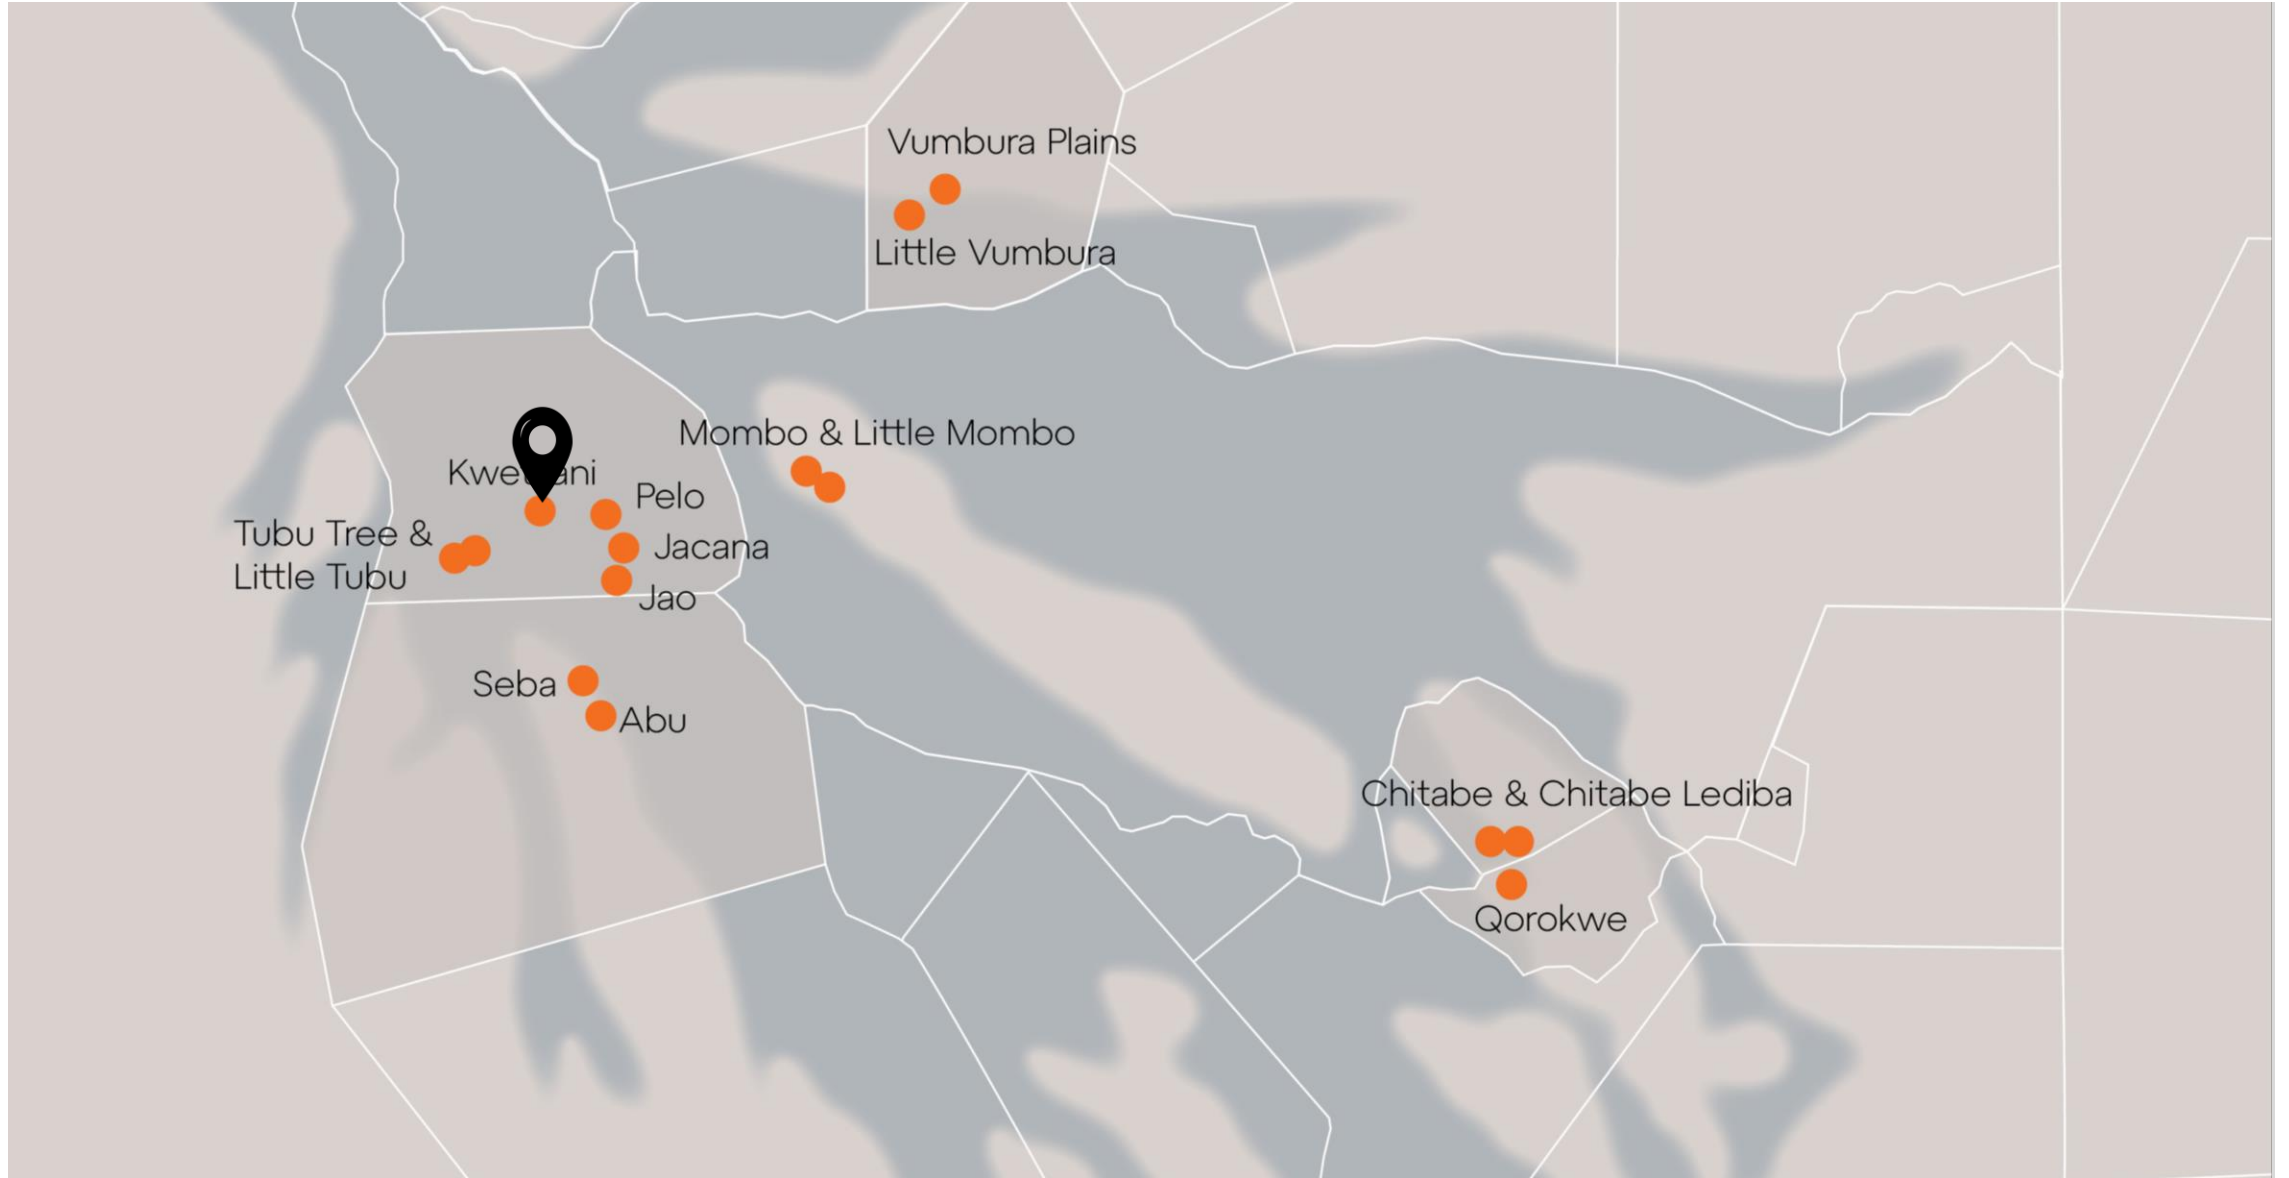 Vumbura Plains
Little Vumbura
Mombo & Little Mombo
Kwetsani
Pelo
Tubu Tree &
Little Tubu
Jacana
Jao
Seba
Abu
Chitabe & Chitabe Lediba
Qorokwe